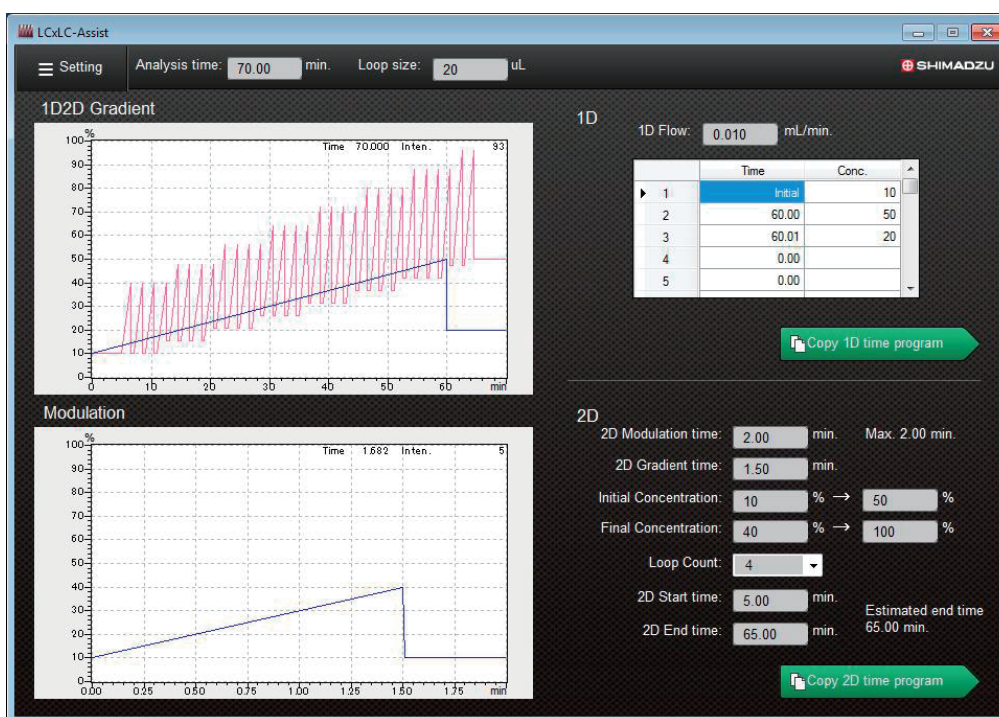 LCxLC-Assist
Setting
Analysis time: 70.00 min. Loop size: 20 uL
SHIMADZU
1D2D Gradient
%
Time 70.000 Inten. 93
100
90
80
70
60
50
40
30
20
10
0
0 10 20 30 40 50 60 min
1D
1D Flow: 0.010 mL/min.
Time Conc.
1 Initial 10
2 60.00 50
3 60.01 20
4 0.00
5 0.00
Copy 1D time program
Modulation
%
Time 1.682 Inten. 5
100
90
80
70
60
50
40
30
20
10
0
0.00 0.25 0.50 0.75 1.00 1.25 1.50 1.75 min
2D
2D Modulation time: 2.00 min. Max. 2.00 min.
2D Gradient time: 1.50 min.
Initial Concentration: 10 % → 50 %
Final Concentration: 40 % → 100 %
Loop Count: 4
2D Start time: 5.00 min.
Estimated end time
2D End time: 65.00 min. 65.00 min.
Copy 2D time program